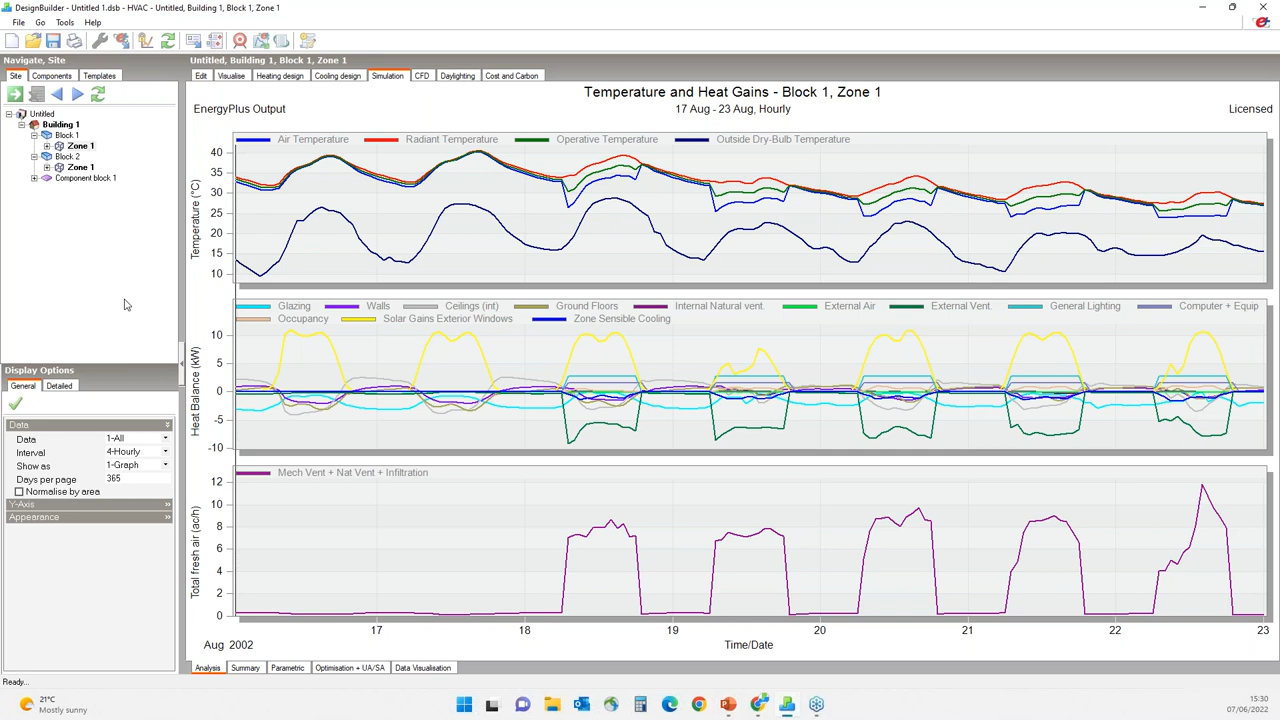 DesignBuilder - Untitled 1.dsb - HVAC - Untitled, Building 1, Block 1, Zone 1
File Go Tools Help
Navigate, Site
Site Components Templates
Untitled
Building 1
Block 1
Zone 1
Block 2
Zone 1
Component block 1
Display Options
General Detailed
Data
Data 1-All
Interval 4-Hourly
Show as 1-Graph
Days per page 365
Normalise by area
Y-Axis
Appearance
Untitled, Building 1, Block 1, Zone 1
Edit Visualise Heating design Cooling design Simulation CFD Daylighting Cost and Carbon
Temperature and Heat Gains - Block 1, Zone 1
EnergyPlus Output 17 Aug - 23 Aug, Hourly Licensed
Air Temperature Radiant Temperature Operative Temperature Outside Dry-Bulb Temperature
Temperature (°C)
40
35
30
25
20
15
10
Glazing Walls Ceilings (int) Ground Floors Internal Natural vent. External Air External Vent. General Lighting Computer + Equip
Occupancy Solar Gains Exterior Windows Zone Sensible Cooling
Heat Balance (kW)
10
5
0
-5
-10
Mech Vent + Nat Vent + Infiltration
Total fresh air (ac/h)
12
10
8
6
4
2
0
17 18 19 20 21 22 23
Aug 2002 Time/Date
Analysis Summary Parametric Optimisation + UA/SA Data Visualisation
Ready...
21°C
Mostly sunny
15:30
07/06/2022